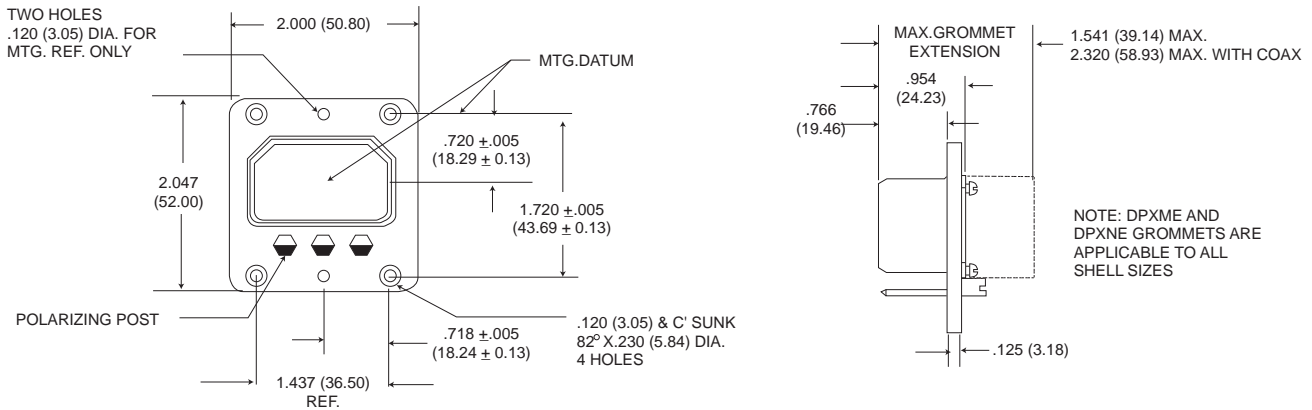 TWO HOLES
.120 (3.05) DIA. FOR
MTG. REF. ONLY
2.000 (50.80)
MTG.DATUM
.720 ±.005
(18.29 ± 0.13)
2.047
(52.00)
1.720 ±.005
(43.69 ± 0.13)
POLARIZING POST
.718 ±.005
(18.24 ± 0.13)
.120 (3.05) & C' SUNK
82° X.230 (5.84) DIA.
4 HOLES
1.437 (36.50)
REF.
MAX.GROMMET
EXTENSION
1.541 (39.14) MAX.
2.320 (58.93) MAX. WITH COAX
.954
(24.23)
.766
(19.46)
NOTE: DPXME AND
DPXNE GROMMETS ARE
APPLICABLE TO ALL
SHELL SIZES
.125 (3.18)